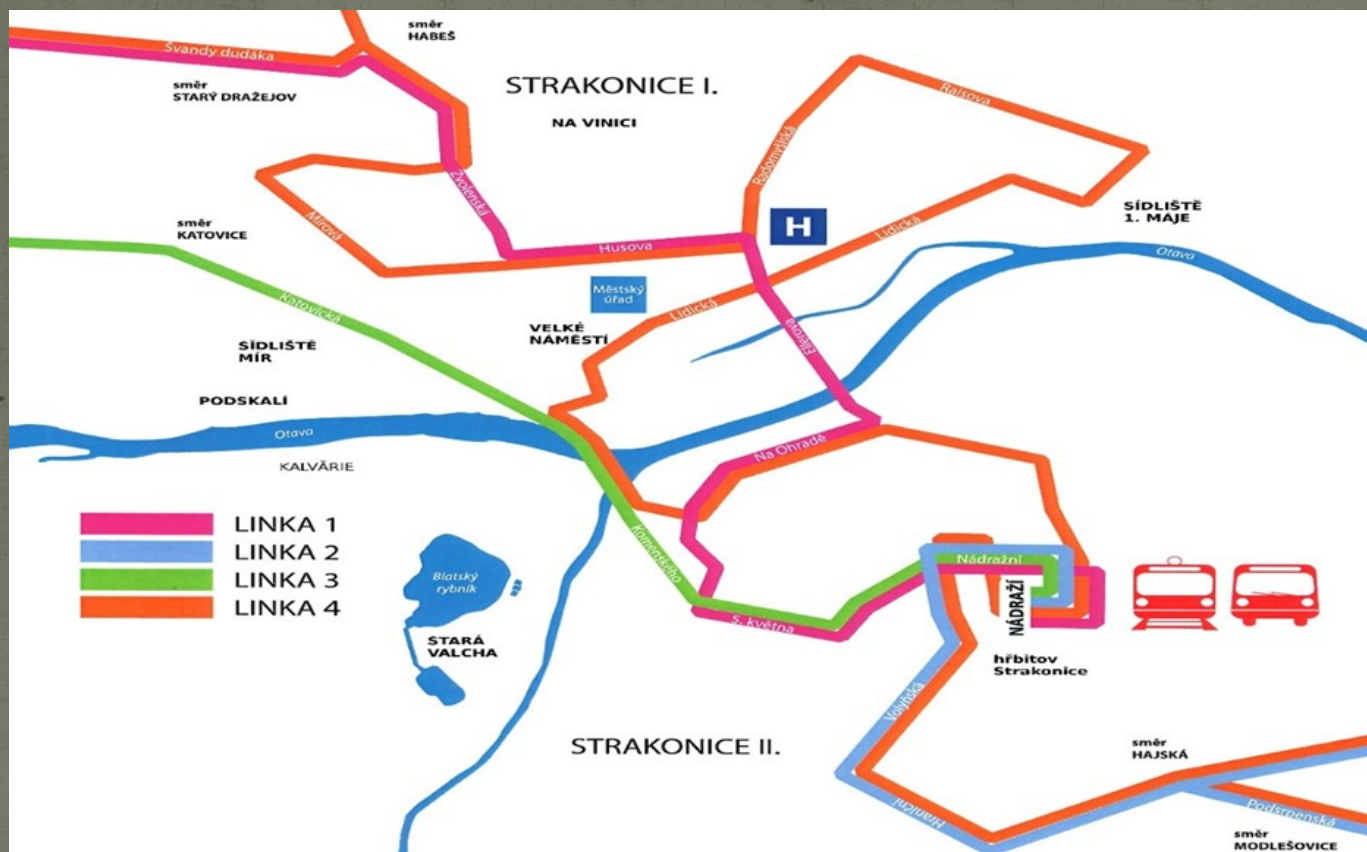 směr
HABEŠ
Švandy dudáka
směr
STARÝ DRAŽEJOV
STRAKONICE I.
NA VINICI
Raisova
Radomyšlská
Zvolenská
Mírová
směr
KATOVICE
Husova
H
Lidická
SÍDLIŠTĚ
1. MÁJE
Otava
Městský
úřad
Katovická
VELKÉ
NÁMĚSTÍ
Lidická
Ellerova
SÍDLIŠTĚ
MÍR
PODSKALÍ
Otava
KALVÁRIE
Na Ohradě
LINKA 1
LINKA 2
LINKA 3
LINKA 4
Komenského
Blatský
rybník
Nádražní
NÁDRAŽÍ
5. května
STARÁ
VALCHA
hřbitov
Strakonice
Volyňská
STRAKONICE II.
směr
HAJSKÁ
Hraniční
Podsrpenská
směr
MODLEŠOVICE